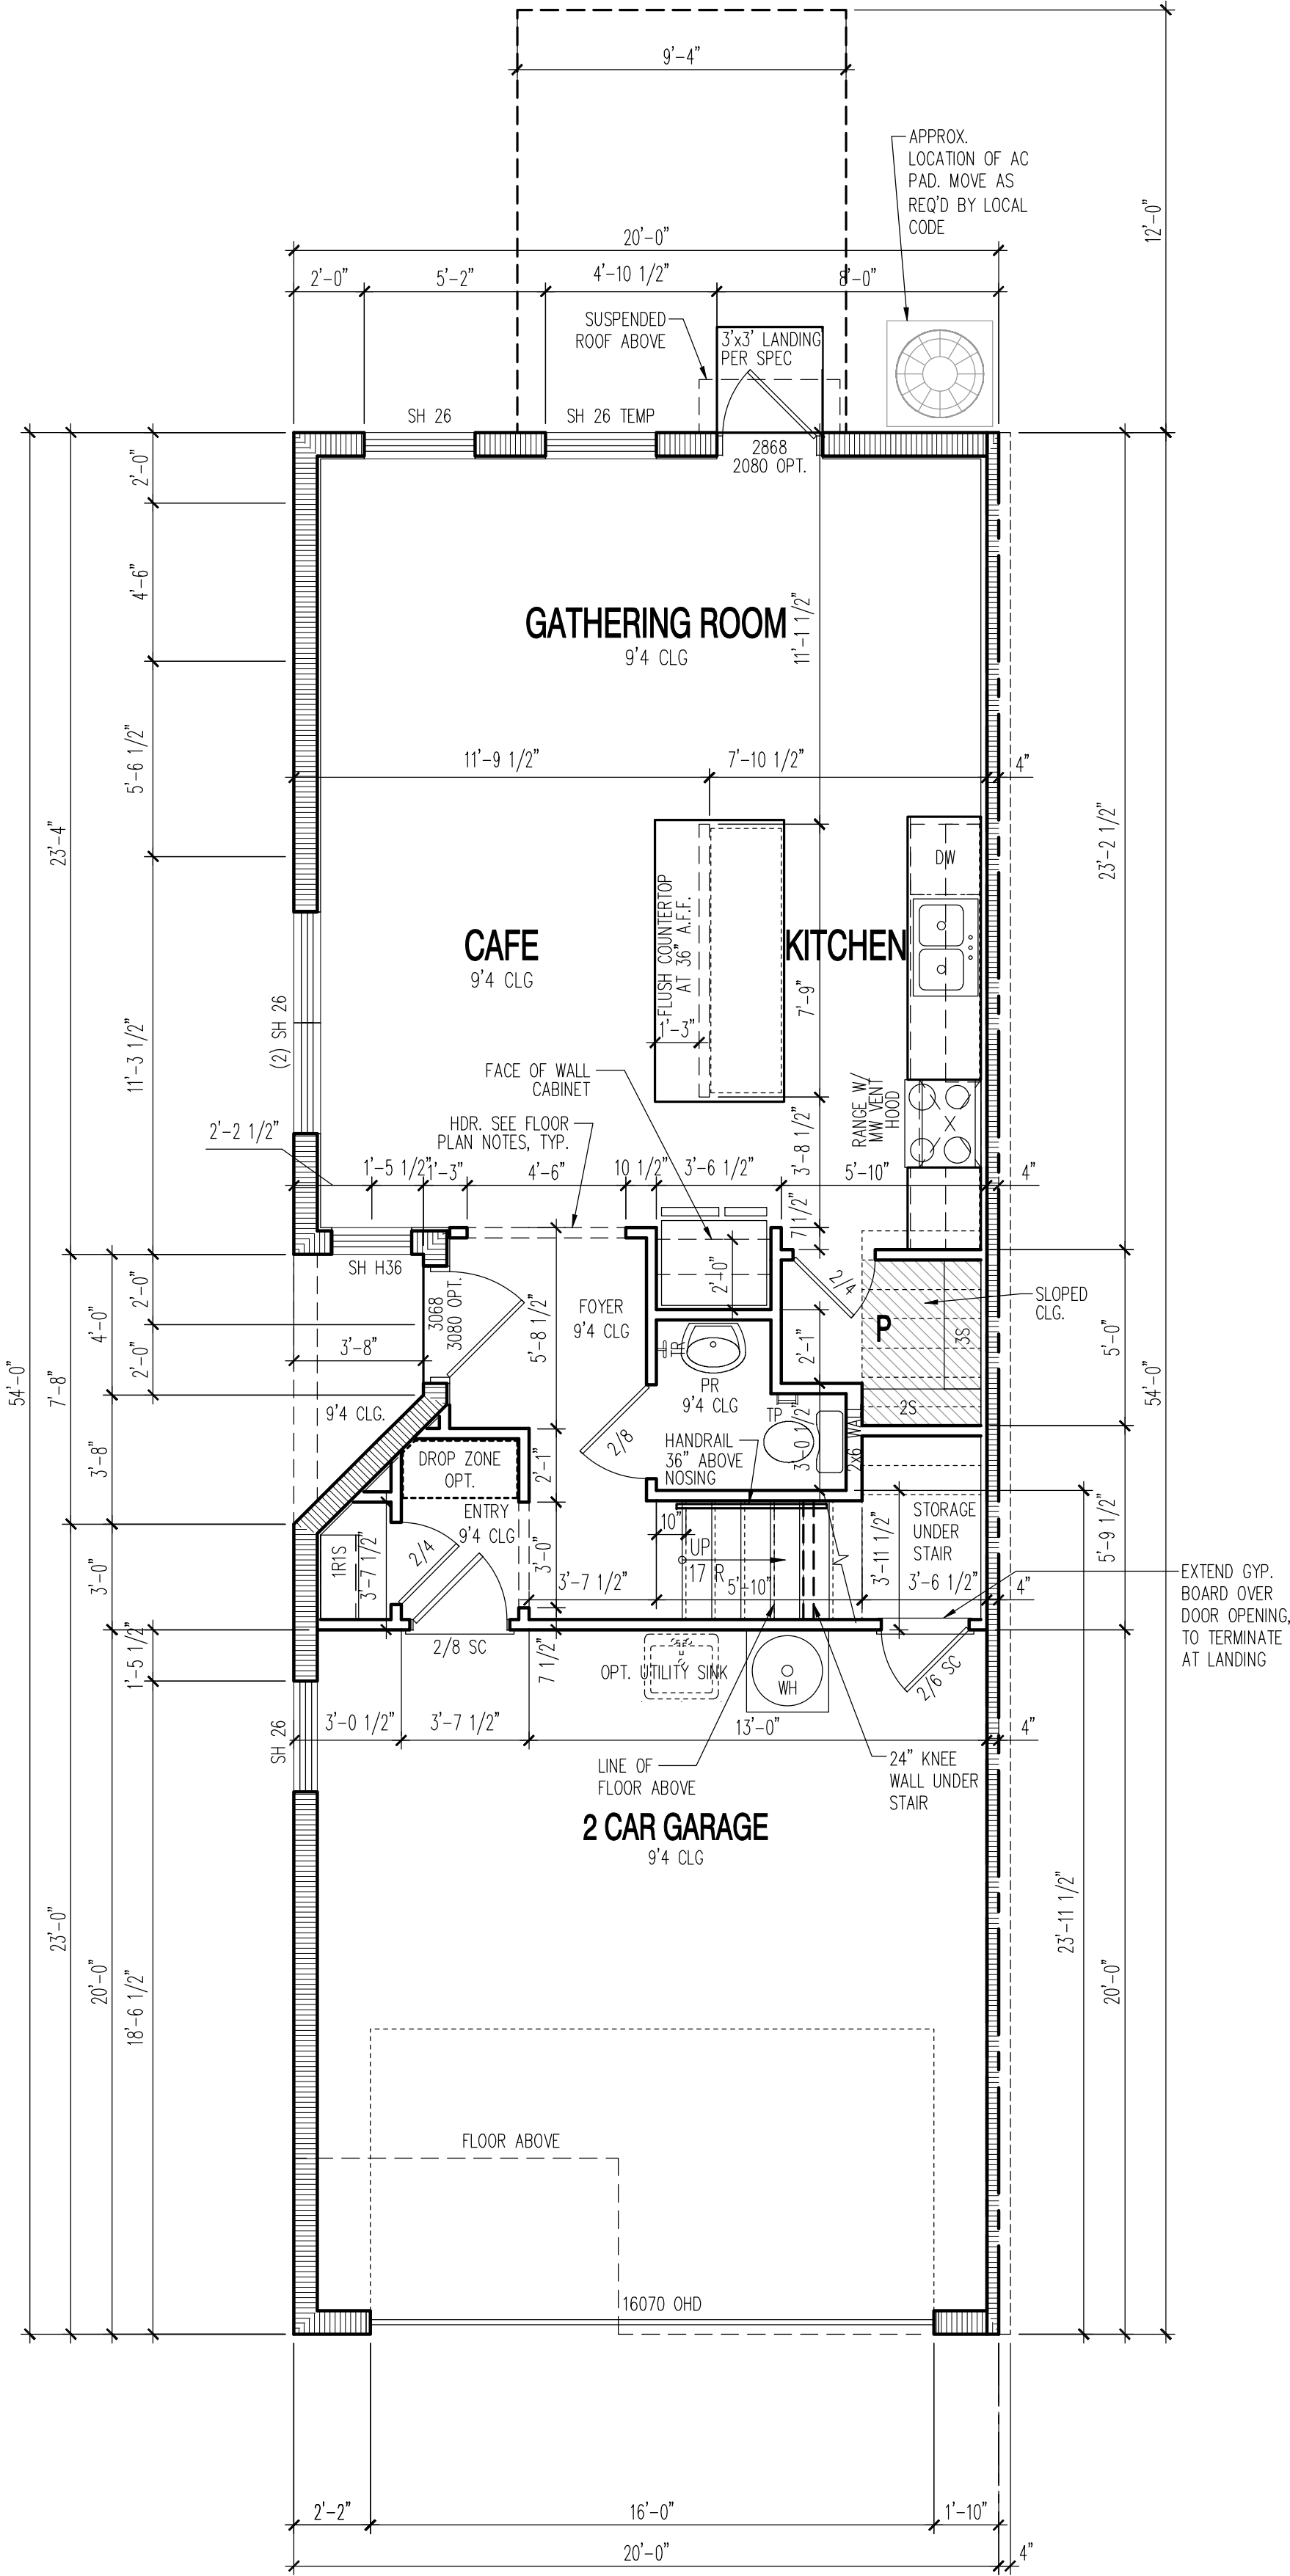 9'-4"
APPROX.
LOCATION OF AC
PAD. MOVE AS
REQ'D BY LOCAL
CODE
12'-0"
20'-0"
2'-0"
5'-2"
4'-10 1/2"
8'-0"
SUSPENDED
ROOF ABOVE
3'x3' LANDING
PER SPEC
SH 26
SH 26 TEMP
2868
2080 OPT.
2'-0"
4'-6"
5'-6 1/2"
11'-3 1/2"
23'-4"
54'-0"
GATHERING ROOM
9'4 CLG
11'-1 1/2"
11'-9 1/2"
7'-10 1/2"
4"
23'-2 1/2"
DW
FLUSH COUNTERTOP
AT 36" A.F.F.
CAFE
9'4 CLG
KITCHEN
7'-9"
1'-3"
(2) SH 26
FACE OF WALL
CABINET
HDR. SEE FLOOR
PLAN NOTES, TYP.
RANGE W/
MW VENT
HOOD
X
3'-8 1/2"
2'-2 1/2"
1'-5 1/2"
1'-3"
4'-6"
10 1/2"
3'-6 1/2"
5'-10"
4"
7 1/2"
SH H36
3068
3080 OPT.
FOYER
9'4 CLG
2'-0"
2/4
SLOPED
CLG.
P
3S
2S
5'-0"
54'-0"
2'-0"
2'-0"
4'-0"
7'-8"
3'-8"
5'-8 1/2"
2'-1"
TR
PR
9'4 CLG
TP
9'4 CLG.
3'-8"
DROP ZONE
OPT.
2'-1"
2/8
HANDRAIL
36" ABOVE
NOSING
3'-0 1/2"
2x6 WALL
ENTRY
9'4 CLG
1R1S
3'-7 1/2"
2/4
3'-0"
10"
UP
17 R
3'-7 1/2"
5'-10"
3'-11 1/2"
STORAGE
UNDER
STAIR
3'-6 1/2"
4"
5'-9 1/2"
EXTEND GYP.
BOARD OVER
DOOR OPENING,
TO TERMINATE
AT LANDING
3'-0"
1'-5 1/2"
2/8 SC
7 1/2"
OPT. UTILITY SINK
WH
2/6 SC
SH 26
3'-0 1/2"
3'-7 1/2"
13'-0"
4"
LINE OF
FLOOR ABOVE
24" KNEE
WALL UNDER
STAIR
2 CAR GARAGE
9'4 CLG
23'-0"
20'-0"
18'-6 1/2"
23'-11 1/2"
20'-0"
FLOOR ABOVE
16070 OHD
2'-2"
16'-0"
1'-10"
20'-0"
4"